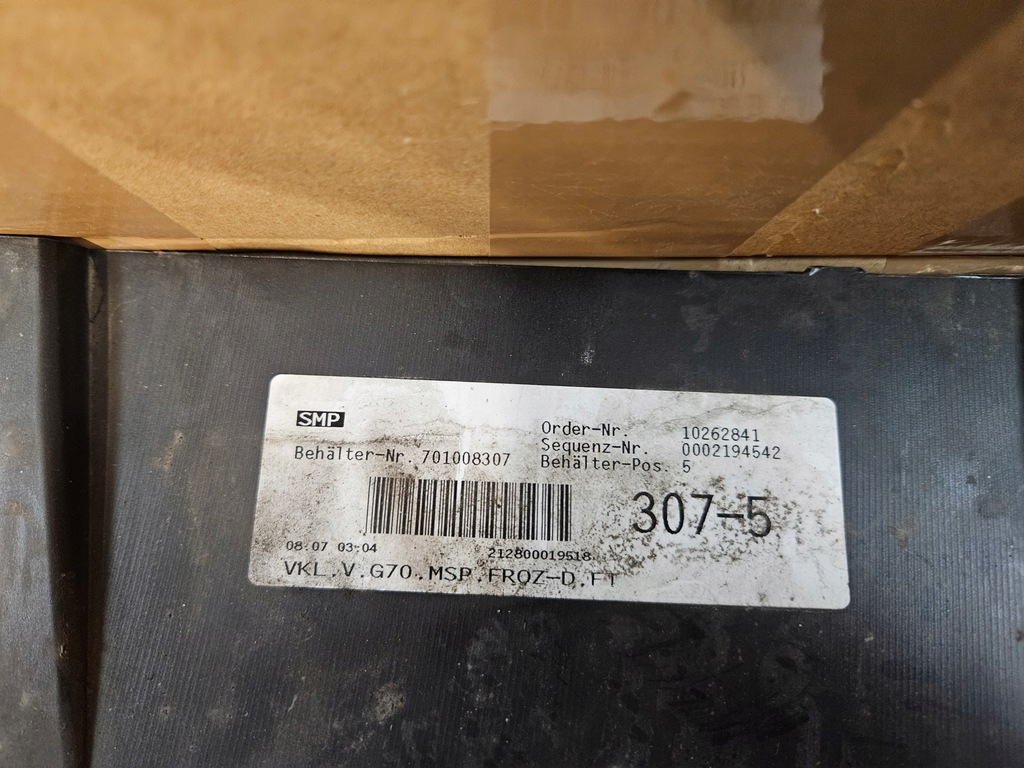 SMP
Behälter-Nr. 701008307
Order-Nr. 10262841
Sequenz-Nr. 0002194542
Behälter-Pos. 5
307-5
08.07 03:04
212800019518
VKL.V.G70.MSP.FROZ-D.FT